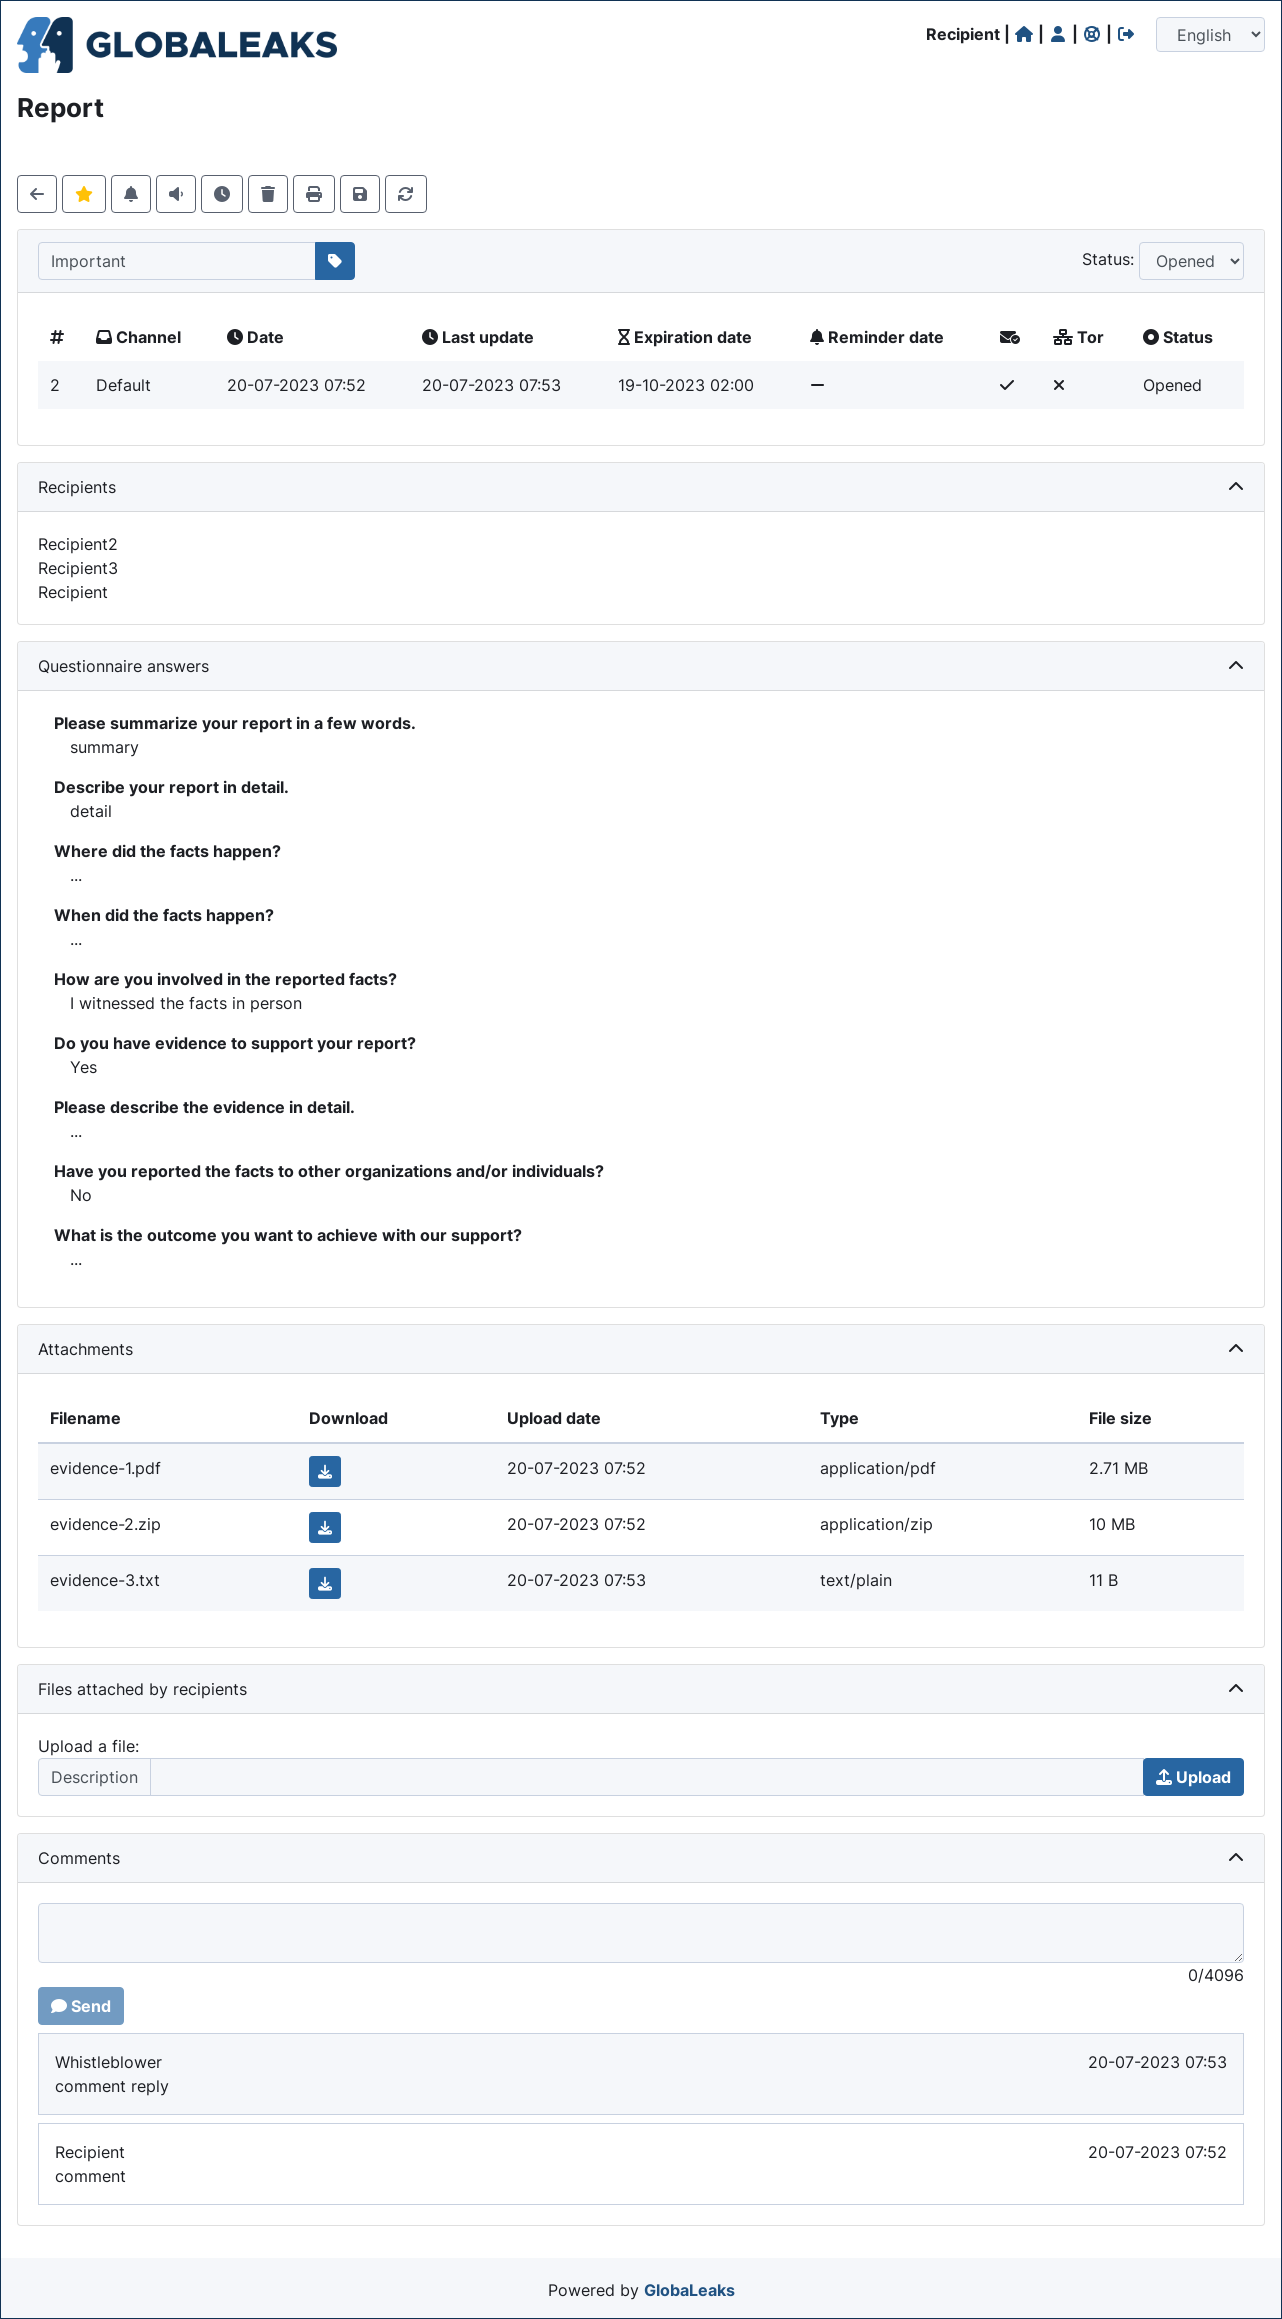 GLOBALEAKS
Recipient | | | |
English
Report
Important
Status: Opened
# Channel Date Last update Expiration date Reminder date Tor Status
2 Default 20-07-2023 07:52 20-07-2023 07:53 19-10-2023 02:00 Opened
Recipients
Recipient2
Recipient3
Recipient
Questionnaire answers
Please summarize your report in a few words.
summary
Describe your report in detail.
detail
Where did the facts happen?
...
When did the facts happen?
...
How are you involved in the reported facts?
I witnessed the facts in person
Do you have evidence to support your report?
Yes
Please describe the evidence in detail.
...
Have you reported the facts to other organizations and/or individuals?
No
What is the outcome you want to achieve with our support?
...
Attachments
Filename Download Upload date Type File size
evidence-1.pdf 20-07-2023 07:52 application/pdf 2.71 MB
evidence-2.zip 20-07-2023 07:52 application/zip 10 MB
evidence-3.txt 20-07-2023 07:53 text/plain 11 B
Files attached by recipients
Upload a file:
Description Upload
Comments
0/4096
Send
Whistleblower 20-07-2023 07:53
comment reply
Recipient 20-07-2023 07:52
comment
Powered by GlobaLeaks